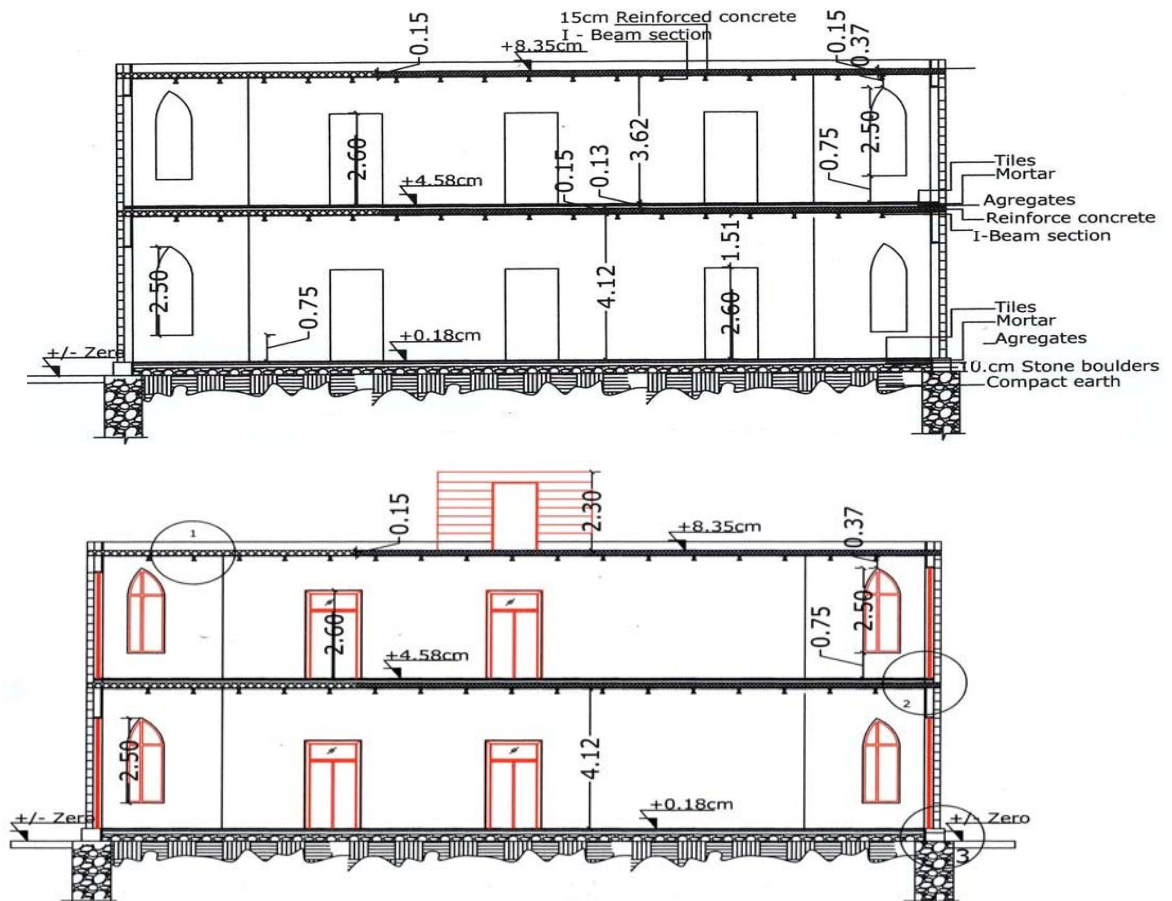 15cm Reinforced concrete
I - Beam section
+8.35cm
0.15
0.15
0.37
2.60
3.62
0.75
2.50
+4.58cm
0.15
0.13
Tiles
Mortar
Agregates
Reinforce concrete
I-Beam section
2.50
0.75
4.12
1.51
2.60
+0.18cm
+/- Zero
Tiles
Mortar
Agregates
10.cm Stone boulders
Compact earth
2.30
1
0.15
+8.35cm
0.37
2.60
0.75
2.50
+4.58cm
2
2.50
4.12
+0.18cm
+/- Zero
+/- Zero
3